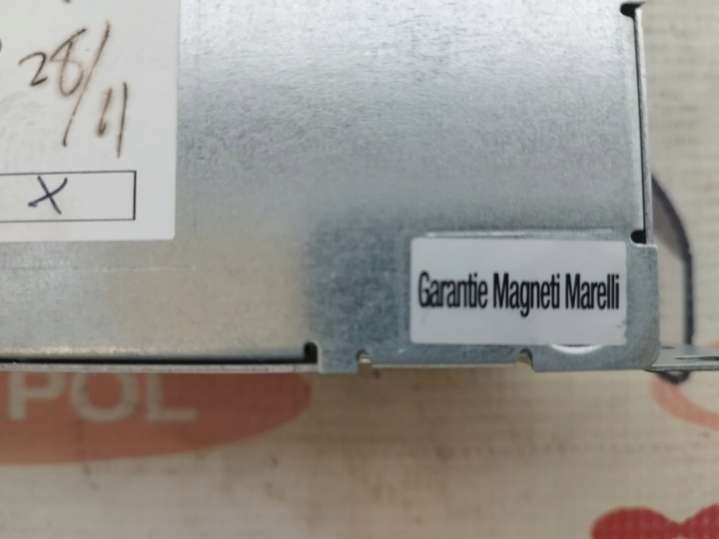 28/11
X
Garantie Magneti Marelli
POL